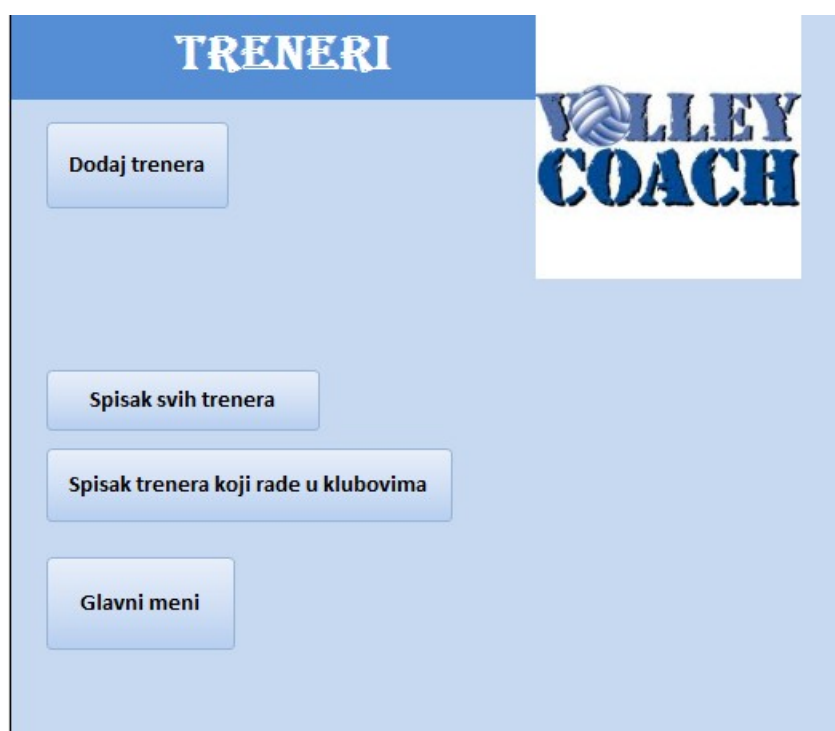 TRENERI
VOLLEY
COACH
Dodaj trenera
Spisak svih trenera
Spisak trenera koji rade u klubovima
Glavni meni